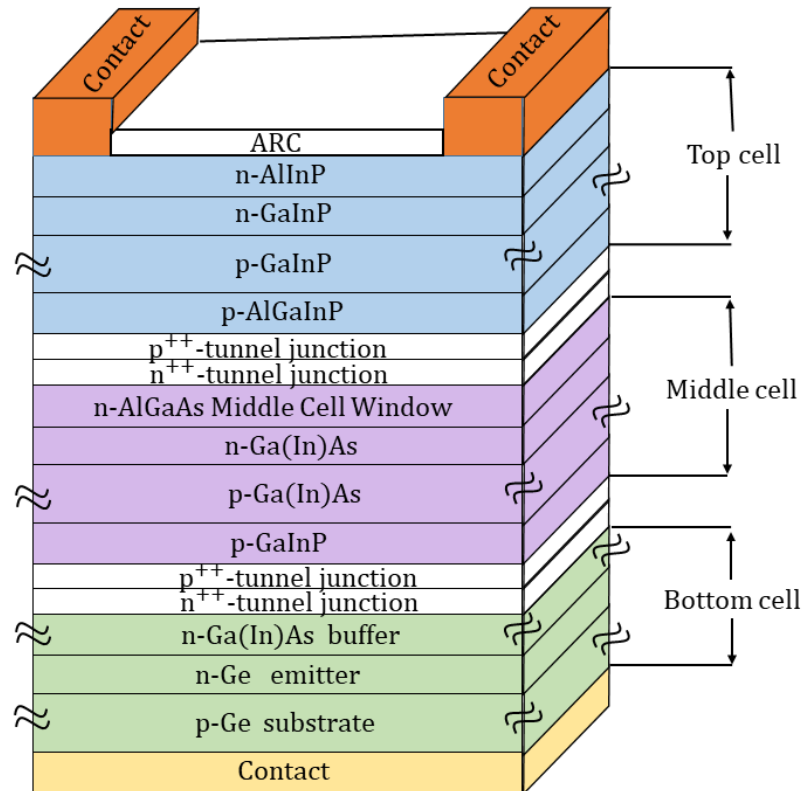 Contact
Contact
ARC
n-AlInP
n-GaInP
p-GaInP
p-AlGaInP
p++-tunnel junction
n++-tunnel junction
n-AlGaAs Middle Cell Window
n-Ga(In)As
p-Ga(In)As
p-GaInP
p++-tunnel junction
n++-tunnel junction
n-Ga(In)As buffer
n-Ge emitter
p-Ge substrate
Contact
Top cell
Middle cell
Bottom cell